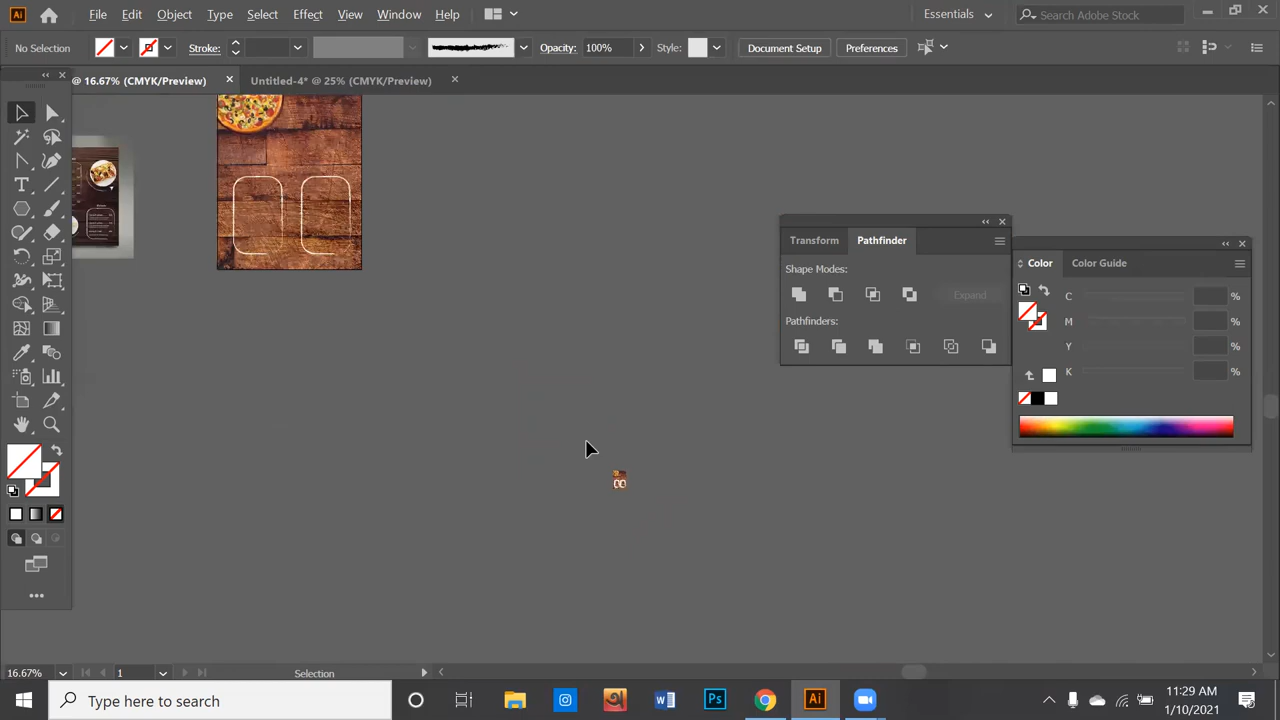 Ai File Edit Object Type Select Effect View Window Help Essentials Search Adobe Stock
No Selection Stroke: Opacity: 100% Style: Document Setup Preferences
@ 16.67% (CMYK/Preview) Untitled-4* @ 25% (CMYK/Preview)
Transform Pathfinder
Shape Modes:
Expand
Pathfinders:
Color Color Guide
C %
M %
Y %
K %
16.67% 1 Selection
Type here to search
W Ps Ai
11:29 AM
1/10/2021